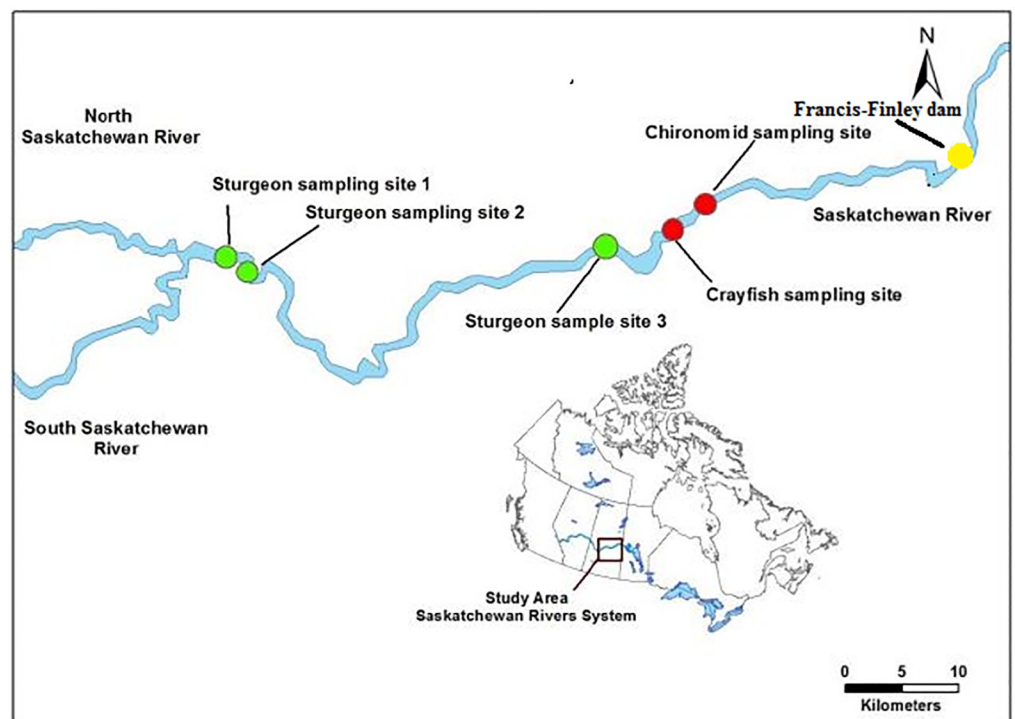 N
Francis-Finley dam
North
Saskatchewan River
Chironomid sampling site
Sturgeon sampling site 1
Sturgeon sampling site 2
Saskatchewan River
Crayfish sampling site
Sturgeon sample site 3
South Saskatchewan
River
Study Area
Saskatchewan Rivers System
0 5 10
Kilometers